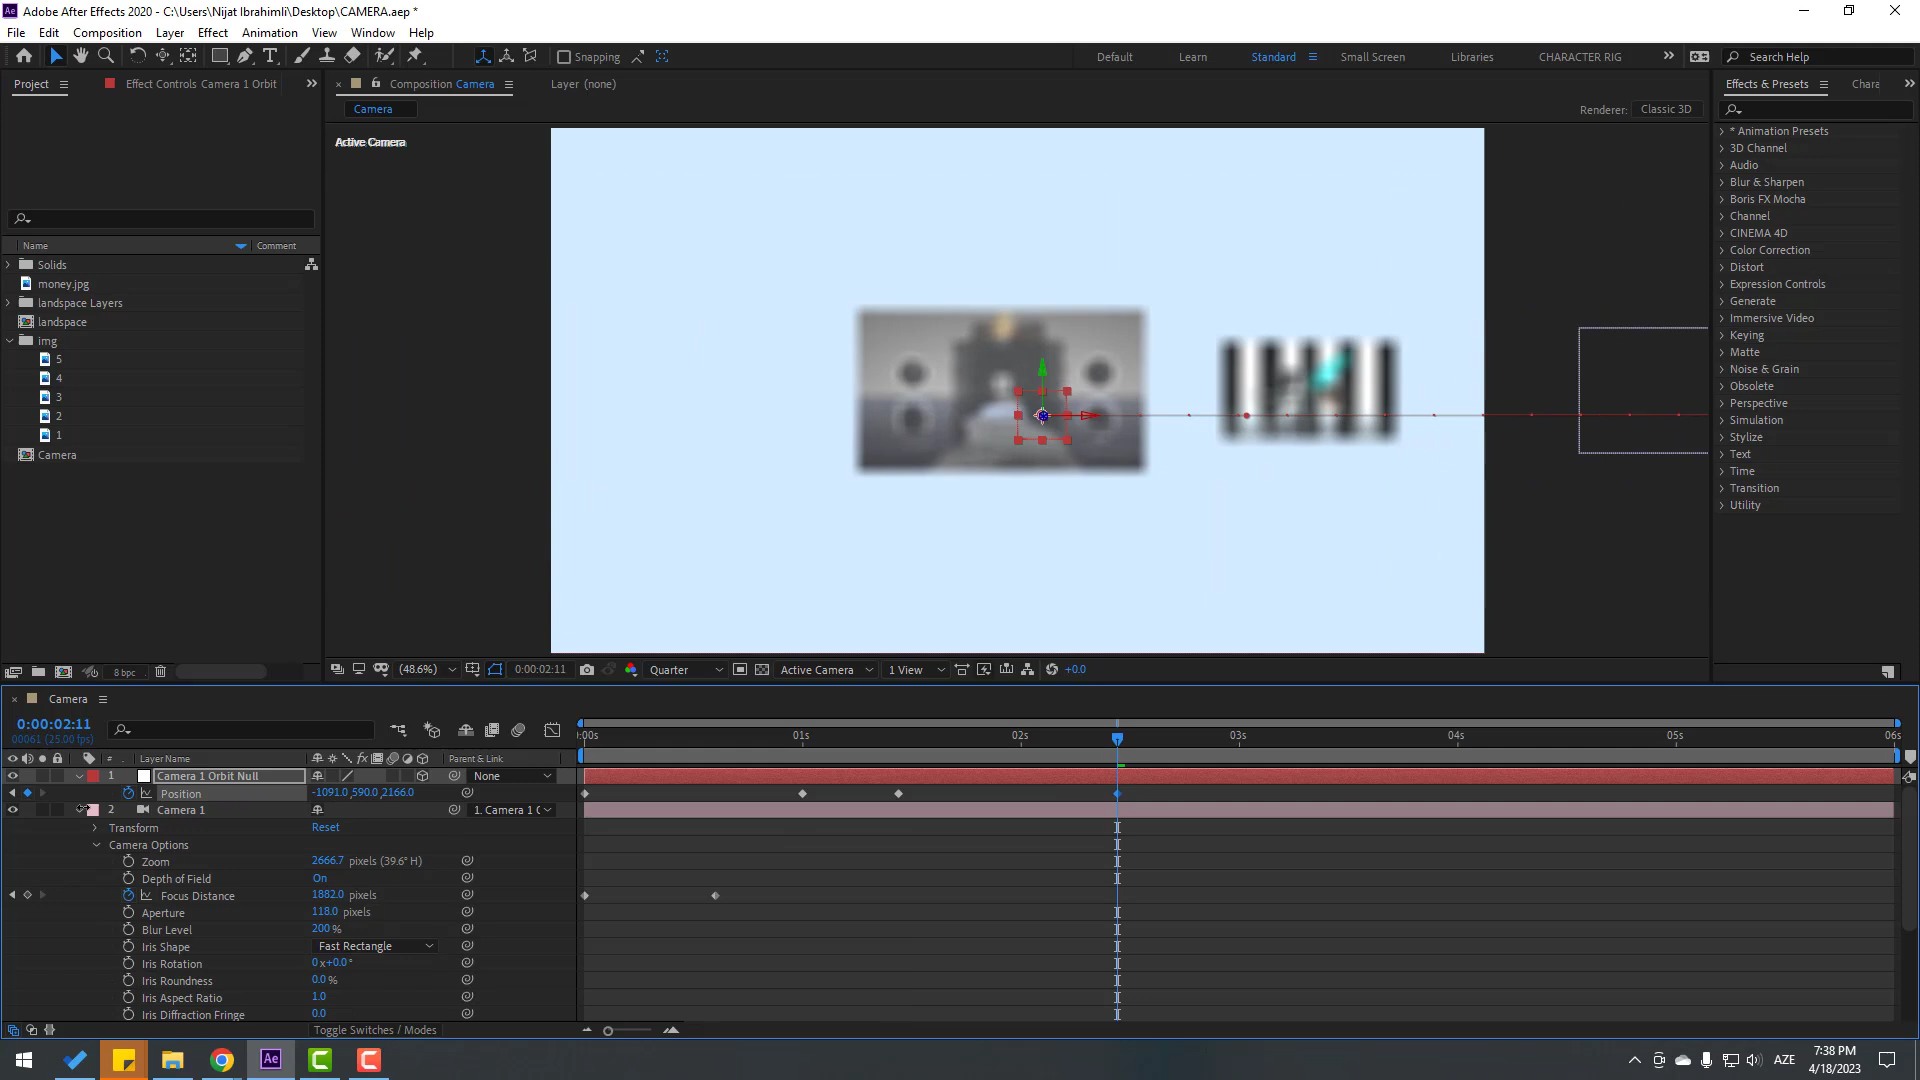 Adobe After Effects 2020 - C:\Users\Nijat Ibrahimli\Desktop\CAMERA.aep *
File Edit Composition Layer Effect Animation View Window Help
Snapping Default Learn Standard Small Screen Libraries CHARACTER RIG Search Help
Project Effect Controls Camera 1 Orbit Composition Camera Layer (none) Effects & Presets Chara
Camera Renderer: Classic 3D
Active Camera
* Animation Presets
3D Channel
Audio
Blur & Sharpen
Boris FX Mocha
Channel
CINEMA 4D
Color Correction
Distort
Expression Controls
Generate
Immersive Video
Keying
Matte
Noise & Grain
Obsolete
Perspective
Simulation
Stylize
Text
Time
Transition
Utility
Name Comment
Solids
money.jpg
landspace Layers
landspace
img
5
4
3
2
1
Camera
8 bpc (48.6%) 0:00:02:11 Quarter Active Camera 1 View +0.0
Camera
0:00:02:11
00061 (25.00 fps)
:00s 01s 02s 03s 04s 05s 06s
# Layer Name Parent & Link
1 Camera 1 Orbit Null None
Position -1091.0,590.0,2166.0
2 Camera 1 1. Camera 1 O
Transform Reset
Camera Options
Zoom 2666.7 pixels (39.6° H)
Depth of Field On
Focus Distance 1882.0 pixels
Aperture 118.0 pixels
Blur Level 200 %
Iris Shape Fast Rectangle
Iris Rotation 0x+0.0°
Iris Roundness 0.0 %
Iris Aspect Ratio 1.0
Iris Diffraction Fringe 0.0
Toggle Switches / Modes
AZE 7:38 PM
4/18/2023